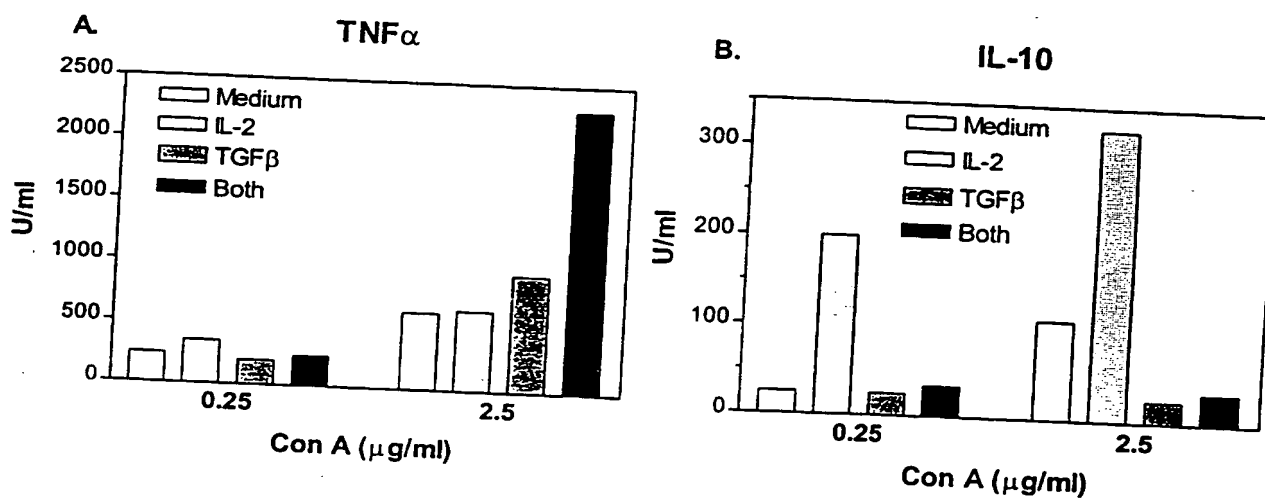 A.
TNFα
2500
2000
1500
1000
500
0
U/ml
Medium
IL-2
TGFβ
Both
0.25
2.5
Con A (μg/ml)
B.
IL-10
300
200
100
0
U/ml
Medium
IL-2
TGFβ
Both
0.25
2.5
Con A (μg/ml)